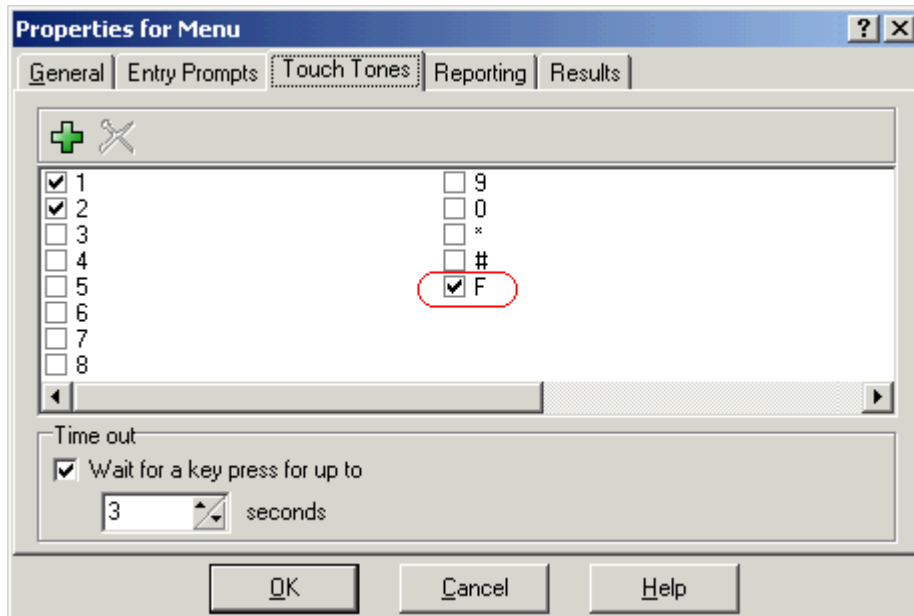 Properties for Menu
General Entry Prompts Touch Tones Reporting Results
1
2
3
4
5
6
7
8
9
0
*
#
F
Time out
Wait for a key press for up to
3 seconds
OK Cancel Help